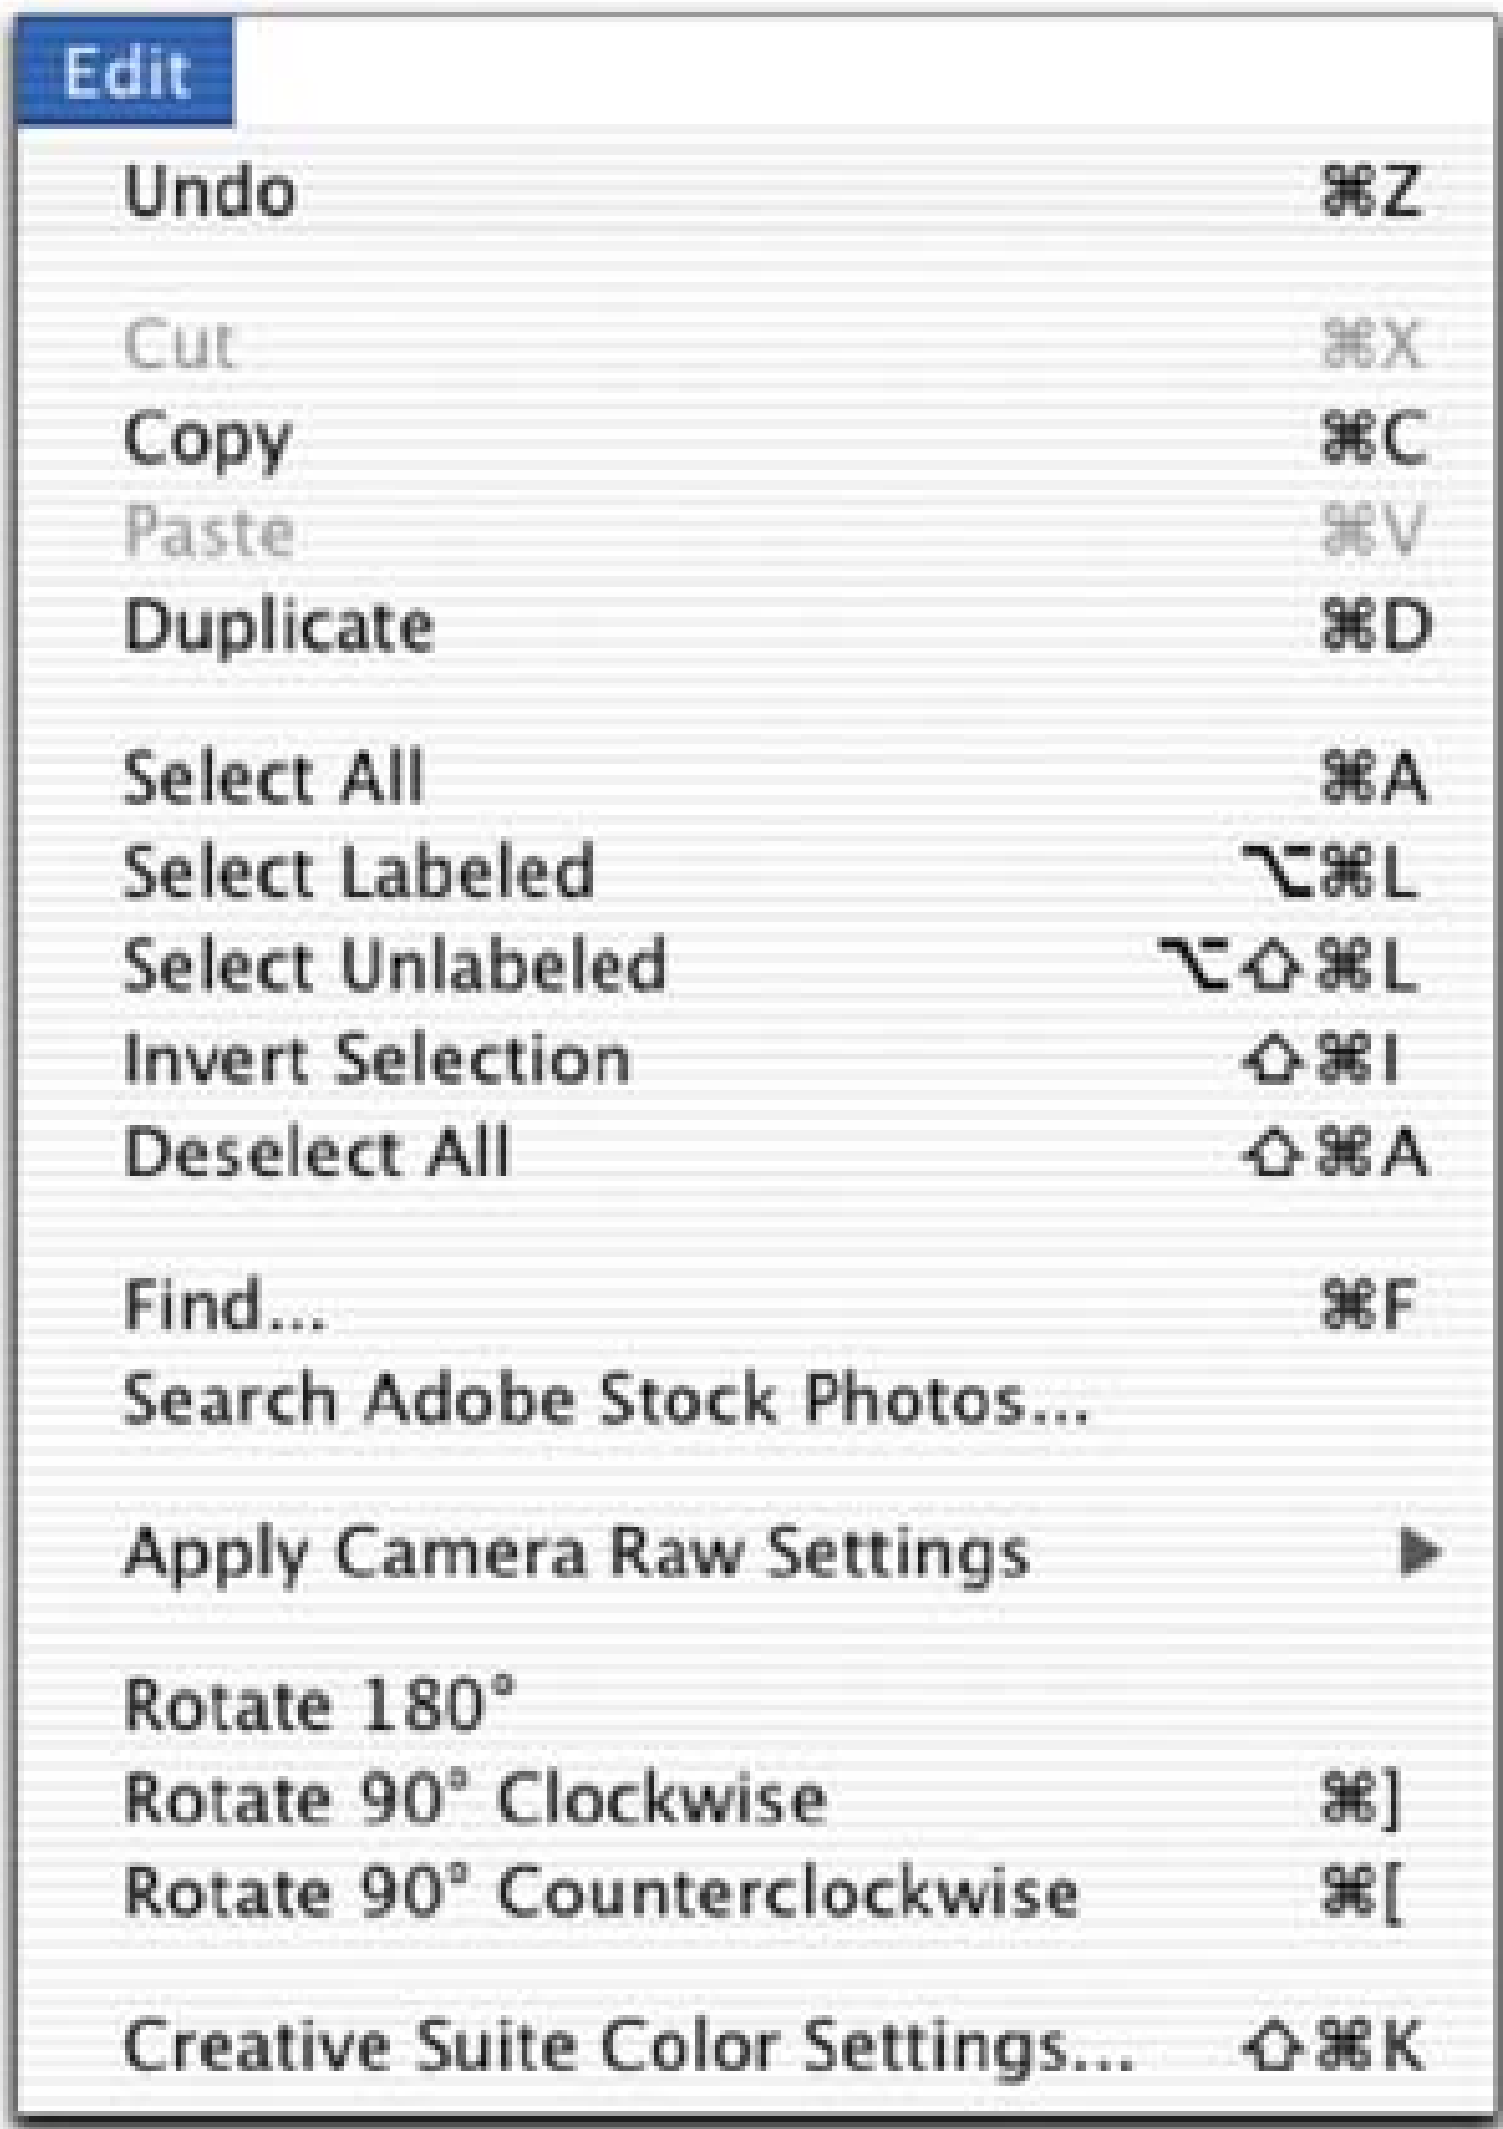 Edit
Undo ⌘Z
Cut ⌘X
Copy ⌘C
Paste ⌘V
Duplicate ⌘D
Select All ⌘A
Select Labeled ⌥⌘L
Select Unlabeled ⌥⇧⌘L
Invert Selection ⇧⌘I
Deselect All ⇧⌘A
Find... ⌘F
Search Adobe Stock Photos...
Apply Camera Raw Settings ▶
Rotate 180°
Rotate 90° Clockwise ⌘]
Rotate 90° Counterclockwise ⌘[
Creative Suite Color Settings... ⇧⌘K